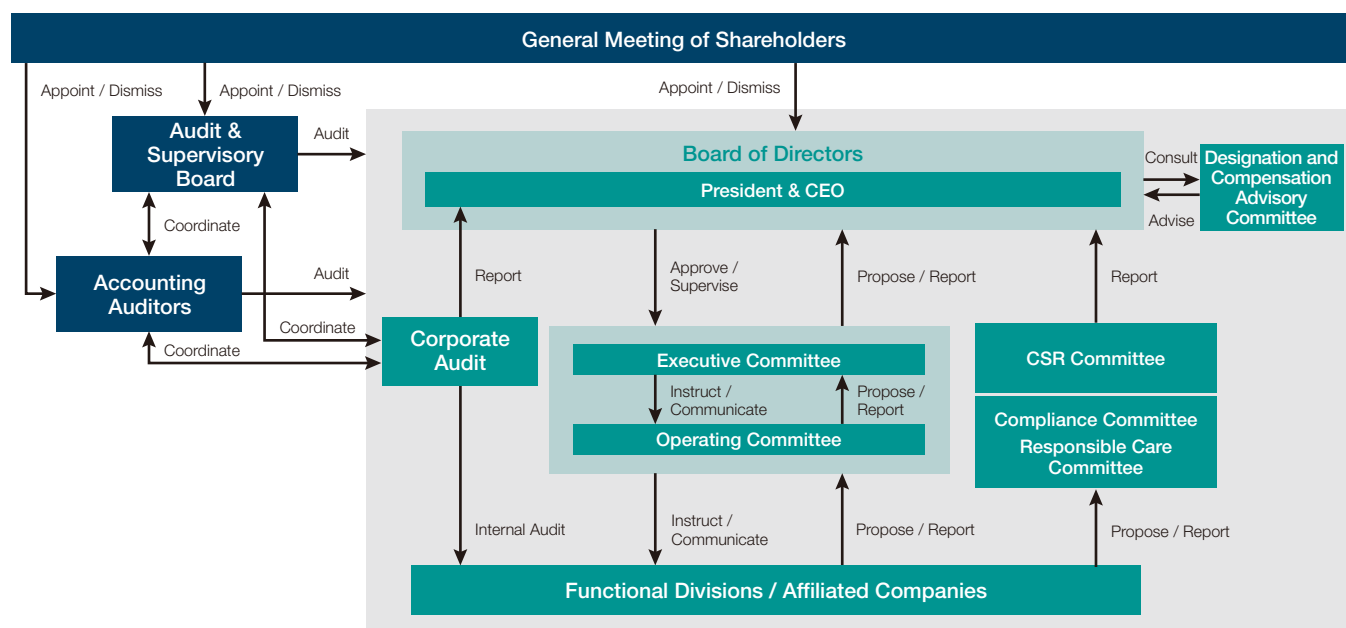 General Meeting of Shareholders
Appoint / Dismiss
Appoint / Dismiss
Appoint / Dismiss
Audit &
Supervisory
Board
Audit
Board of Directors
President & CEO
Consult
Advise
Designation and
Compensation
Advisory
Committee
Coordinate
Accounting
Auditors
Audit
Coordinate
Coordinate
Report
Corporate
Audit
Approve /
Supervise
Propose / Report
Report
Executive Committee
Instruct /
Communicate
Propose /
Report
Operating Committee
CSR Committee
Compliance Committee
Responsible Care
Committee
Internal Audit
Instruct /
Communicate
Propose / Report
Propose / Report
Functional Divisions / Affiliated Companies